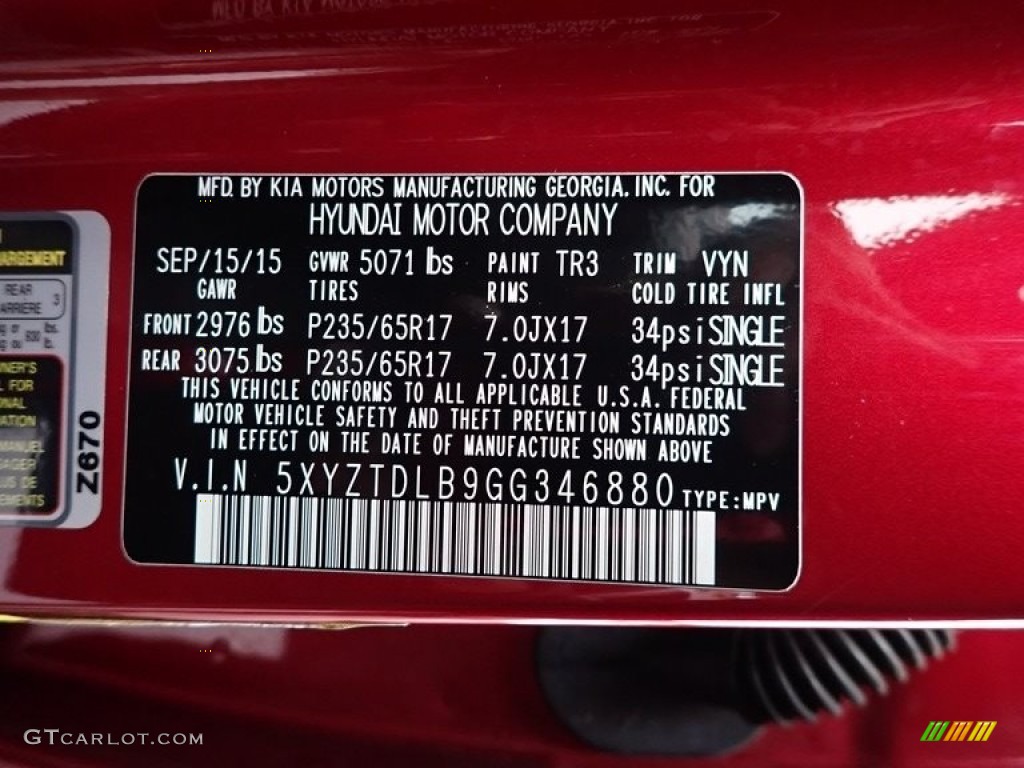 MFD. BY KIA MOTORS MANUFACTURING GEORGIA. INC. FOR
HYUNDAI MOTOR COMPANY
SEP/15/15 GVWR 5071 lbs PAINT TR3 TRIM VYN
GAWR TIRES RIMS COLD TIRE INFL
FRONT 2976 lbs P235/65R17 7.0JX17 34psi SINGLE
REAR 3075 lbs P235/65R17 7.0JX17 34psi SINGLE
THIS VEHICLE CONFORMS TO ALL APPLICABLE U.S.A. FEDERAL
MOTOR VEHICLE SAFETY AND THEFT PREVENTION STANDARDS
IN EFFECT ON THE DATE OF MANUFACTURE SHOWN ABOVE
V.I.N 5XYZTDLB9GG346880 TYPE:MPV
REAR 3
Z670
GTCARLOT.COM